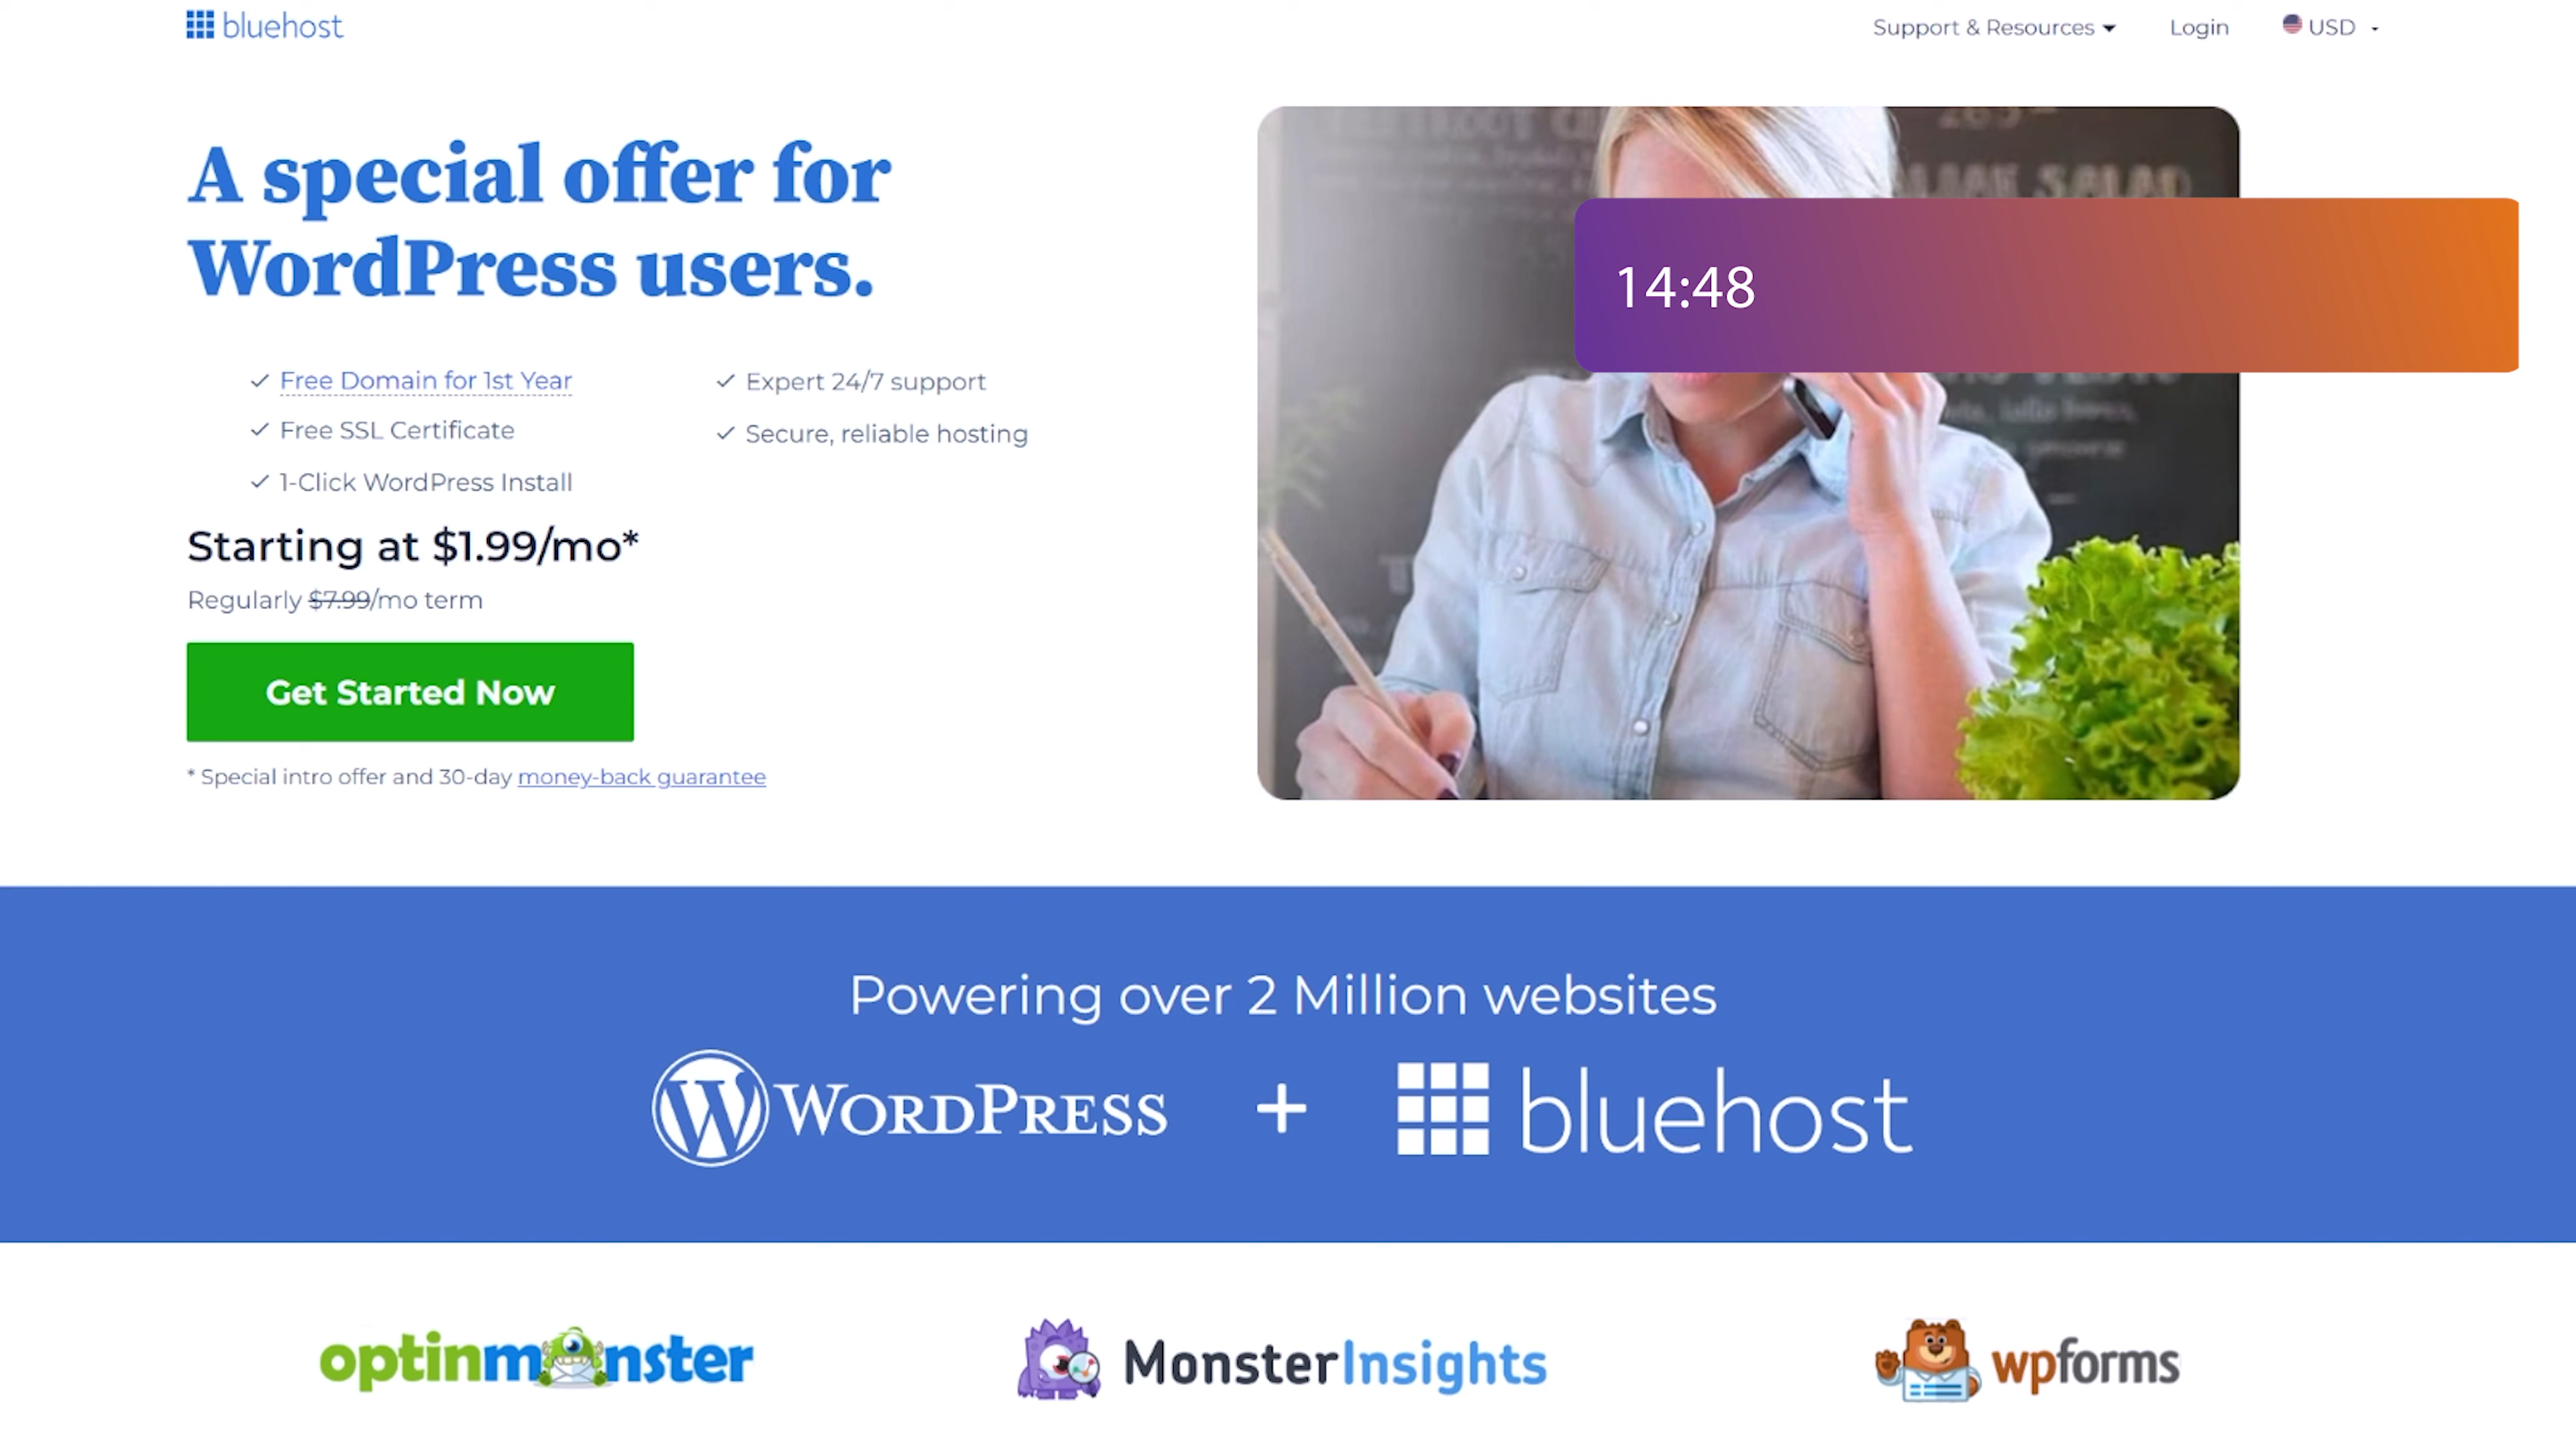 bluehost
Support & Resources
Login
USD
A special offer for
WordPress users.
Free Domain for 1st Year
Expert 24/7 support
Free SSL Certificate
Secure, reliable hosting
1-Click WordPress Install
Starting at $1.99/mo*
Regularly $7.99/mo term
Get Started Now
* Special intro offer and 30-day money-back guarantee
14:48
Powering over 2 Million websites
WORDPRESS + bluehost
optinmonster
MonsterInsights
wpforms